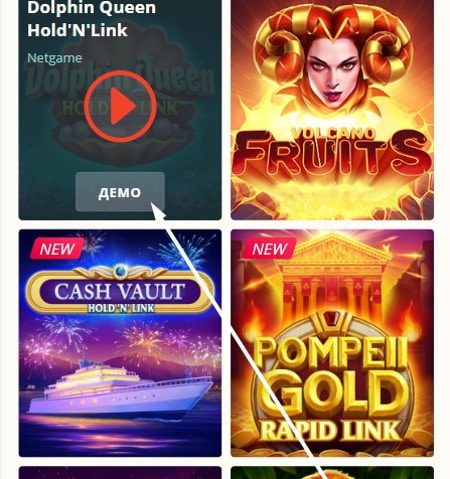 Dolphin Queen
Hold'N'Link
Netgame
Dolphin Queen
HOLD 'N' LINK
ДЕМО
VOLCANO
FRUITS
NEW
CASH VAULT
HOLD 'N' LINK
NEW
POMPEII
GOLD
RAPID LINK